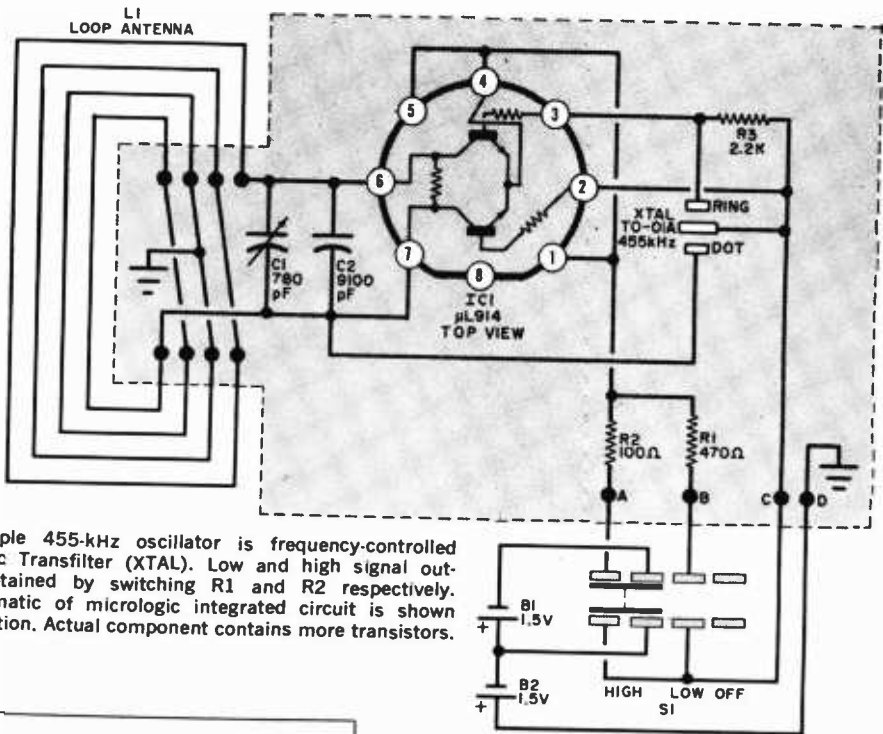 L1
LOOP ANTENNA
4
5
3
6
2
7
1
8
IC1
µL914
TOP VIEW
C1
780
pF
C2
9100
pF
R3
2.2K
RING
XTAL
TO-01A
455kHz
DOT
R2
100Ω
R1
470Ω
A
B
C
D
ple 455-kHz oscillator is frequency-controlled
c Transfilter (XTAL). Low and high signal out-
tained by switching R1 and R2 respectively.
matic of micrologic integrated circuit is shown
tion. Actual component contains more transistors.
B1
1.5V
+
B2
1.5V
+
HIGH LOW OFF
S1